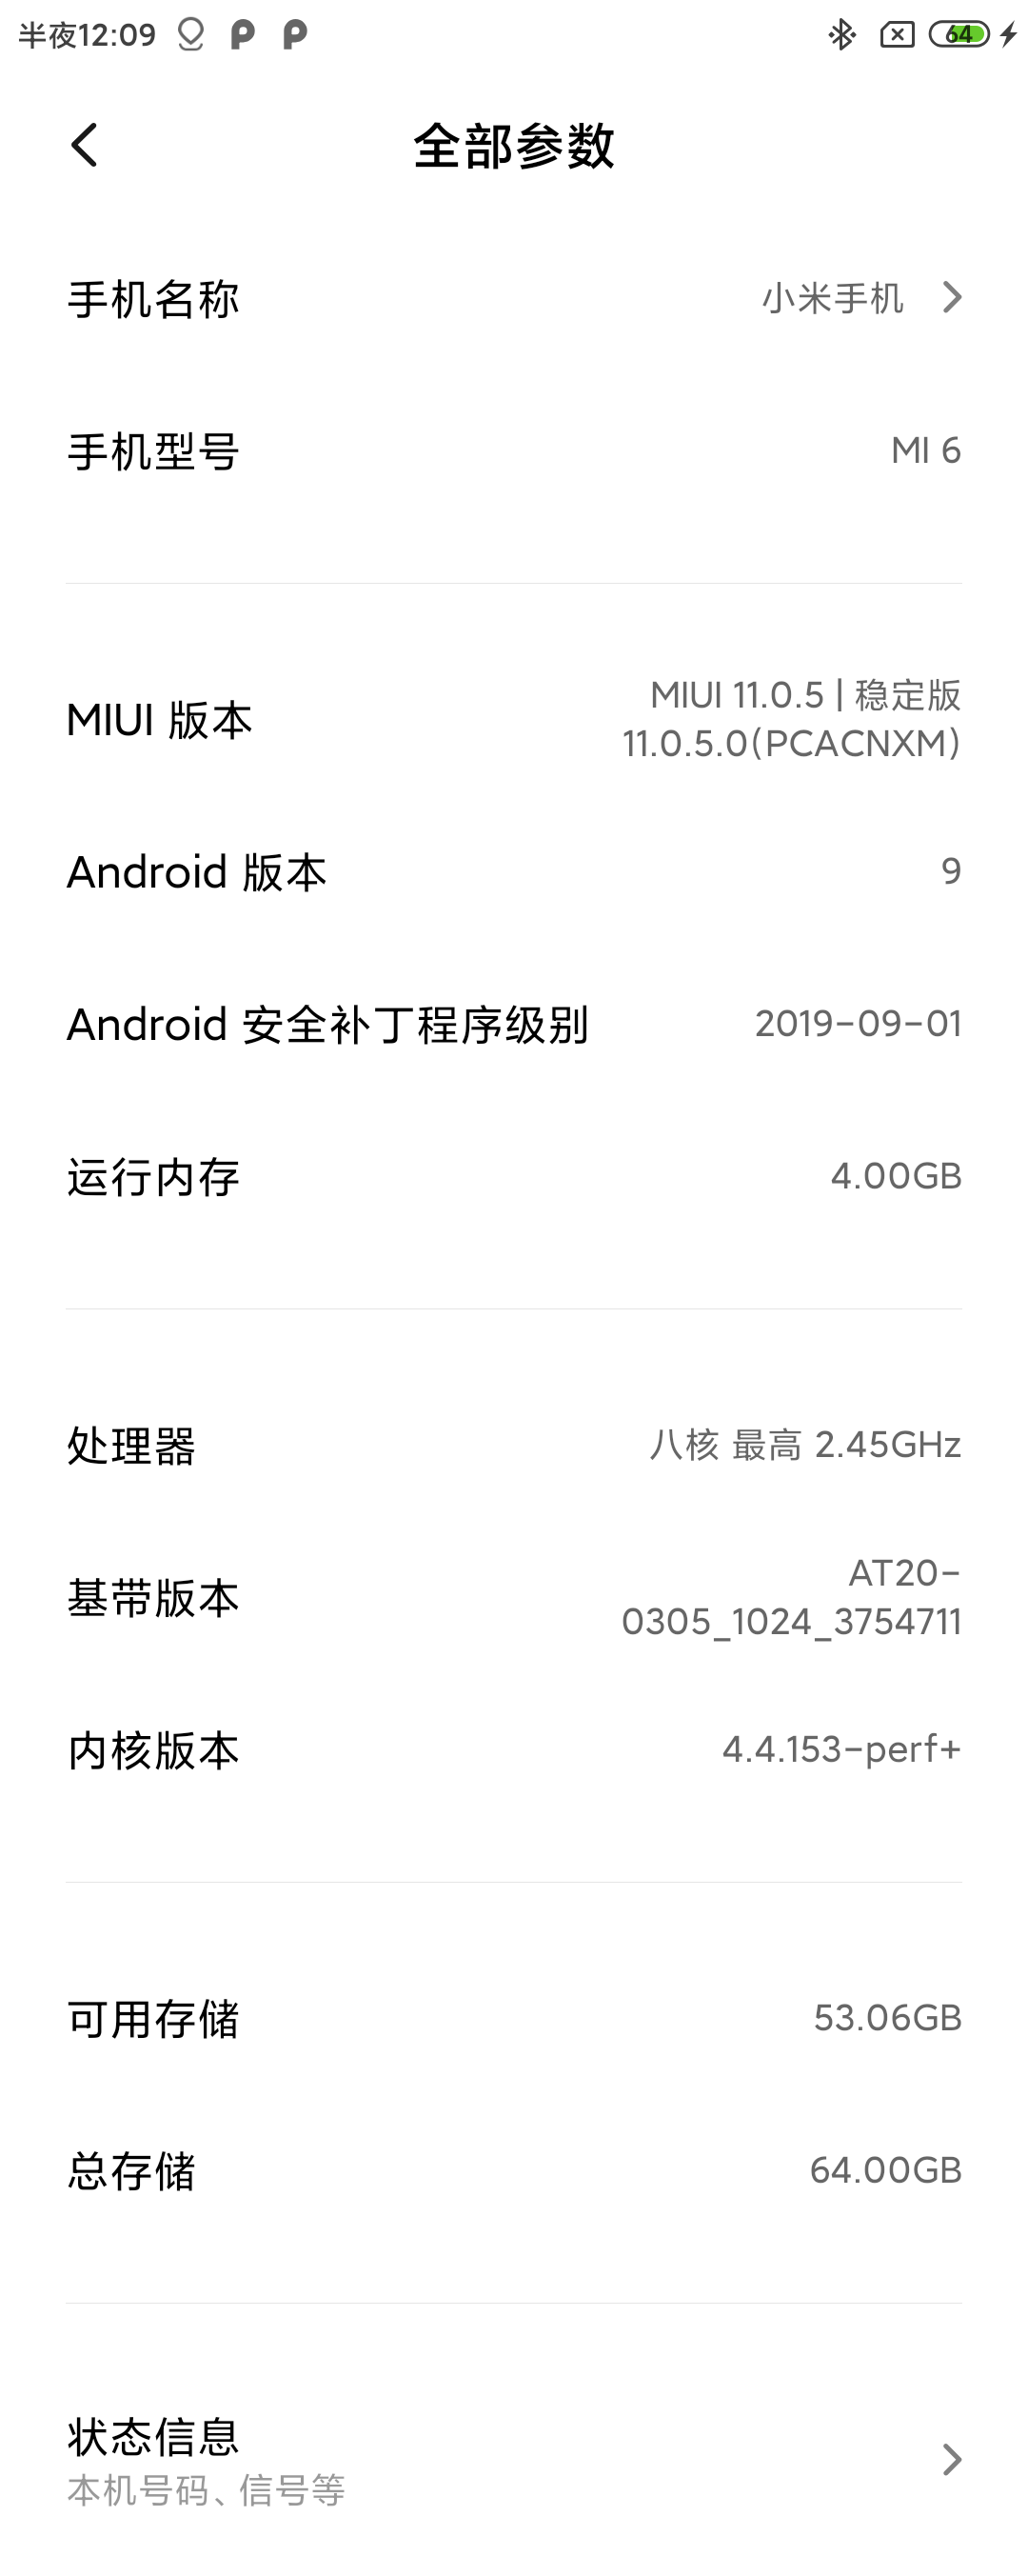 半夜12:09
64
全部参数
手机名称
小米手机
手机型号
MI 6
MIUI 版本
MIUI 11.0.5 | 稳定版
11.0.5.0(PCACNXM)
Android 版本
9
Android 安全补丁程序级别
2019-09-01
运行内存
4.00GB
处理器
八核 最高 2.45GHz
基带版本
AT20-
0305_1024_3754711
内核版本
4.4.153-perf+
可用存储
53.06GB
总存储
64.00GB
状态信息
本机号码、信号等